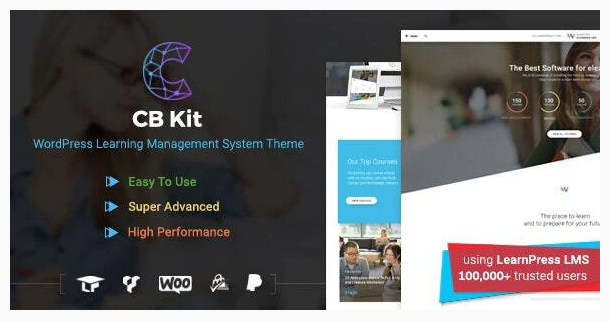 CB Kit
WordPress Learning Management System Theme
Easy To Use
Super Advanced
High Performance
WOO
The Best Software for elea
150
130
50
Our Top Courses
The place to learn
and to prepare for your futu
using LearnPress LMS
100,000+ trusted users